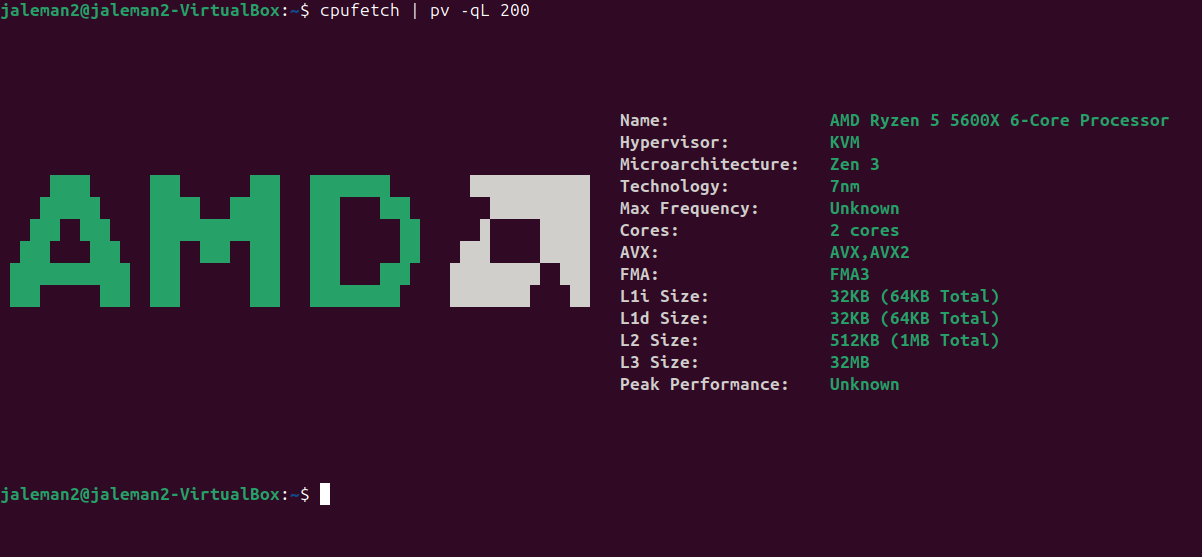 jaleman2@jaleman2-VirtualBox:~$ cpufetch | pv -qL 200
Name: AMD Ryzen 5 5600X 6-Core Processor
Hypervisor: KVM
Microarchitecture: Zen 3
Technology: 7nm
Max Frequency: Unknown
Cores: 2 cores
AVX: AVX,AVX2
FMA: FMA3
L1i Size: 32KB (64KB Total)
L1d Size: 32KB (64KB Total)
L2 Size: 512KB (1MB Total)
L3 Size: 32MB
Peak Performance: Unknown
AMD
jaleman2@jaleman2-VirtualBox:~$